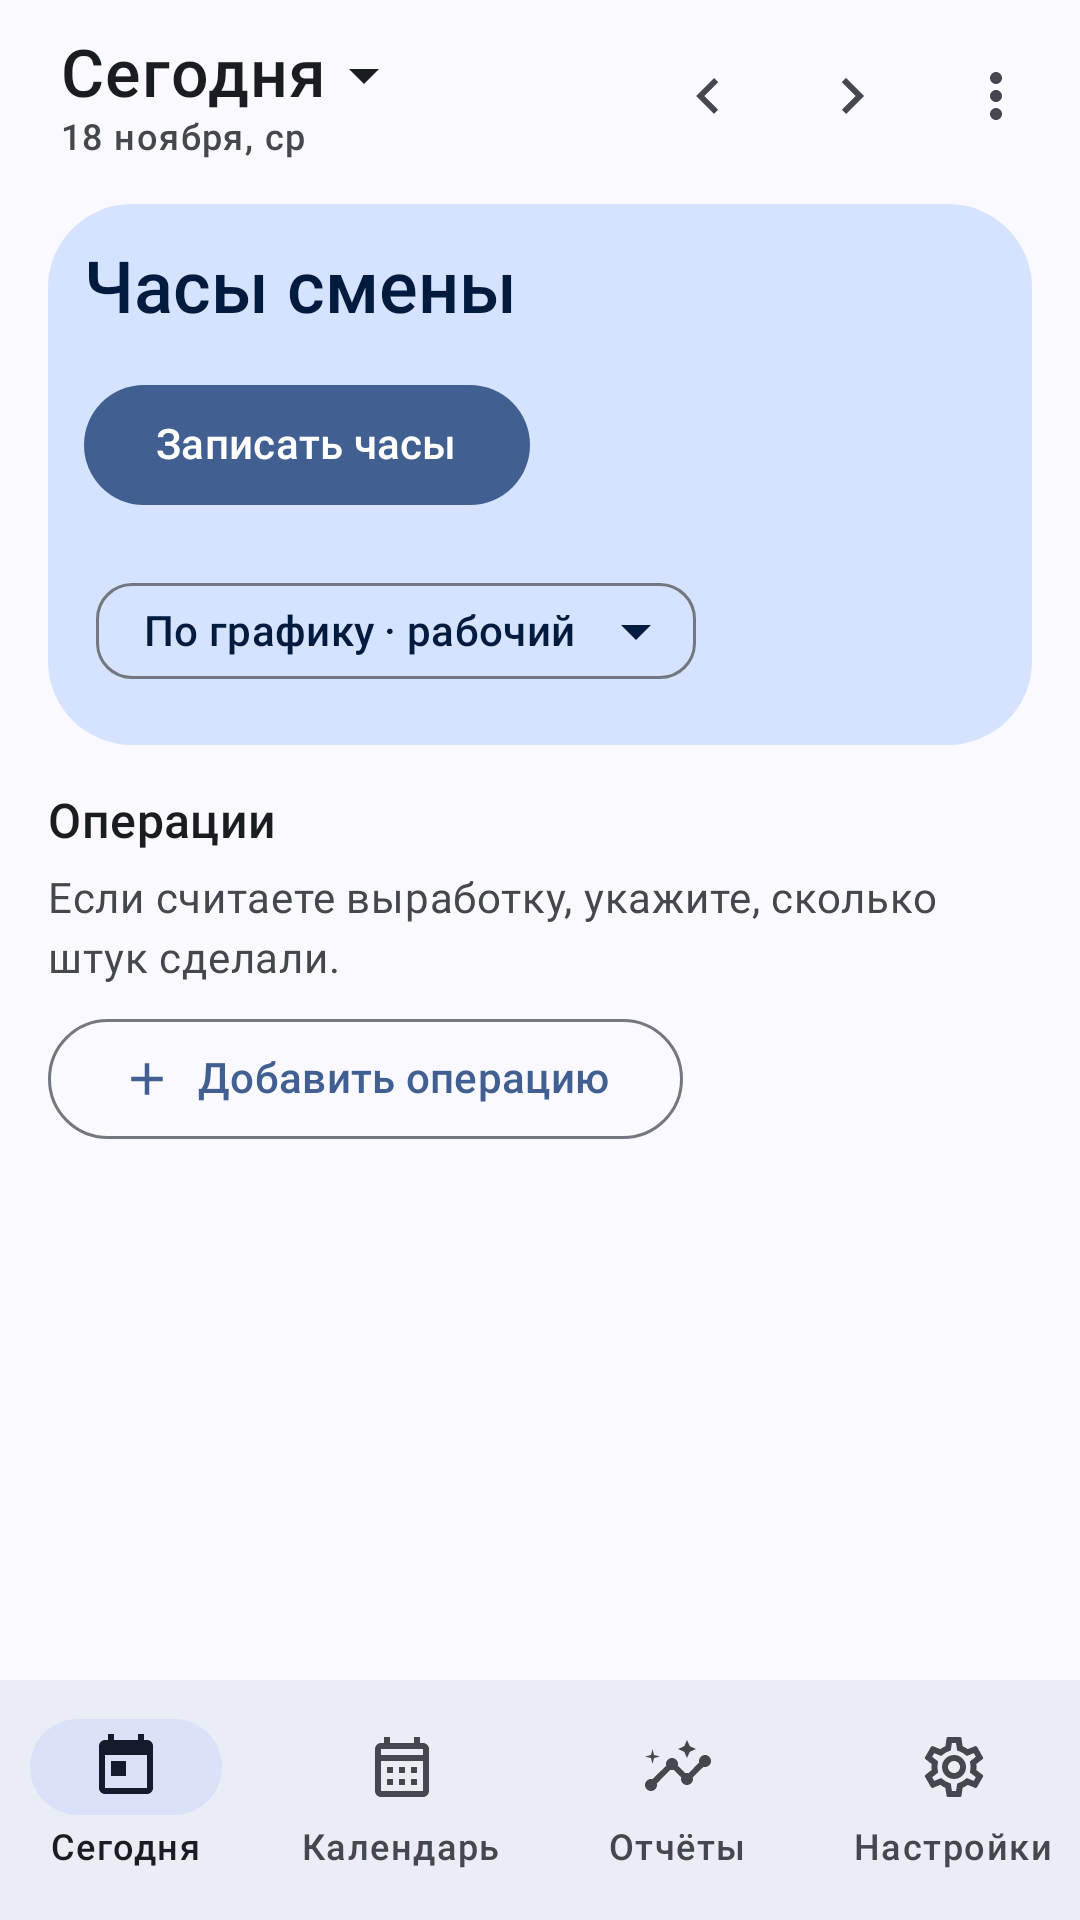 Сегодня
18 ноября, ср
Часы смены
Записать часы
По графику · рабочий
Операции
Если считаете выработку, укажите, сколько
штук сделали.
Добавить операцию
Сегодня
Календарь
Отчёты
Настройки